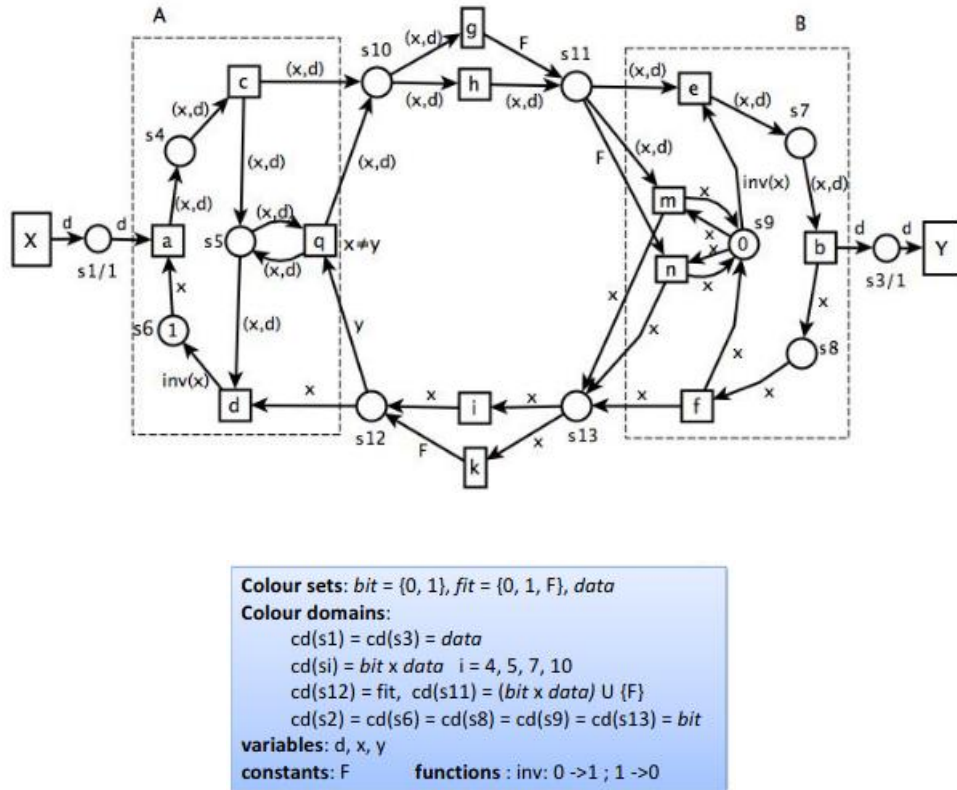 A
B
g
s10
(x,d)
F
s11
c
(x,d)
h
(x,d)
(x,d)
(x,d)
e
(x,d)
s7
s4
(x,d)
(x,d)
(x,d)
F
(x,d)
inv(x)
(x,d)
m
x
s9
X
d
d
a
(x,d)
s5
(x,d)
q
x≠y
x
x
0
b
d
d
Y
s1/1
(x,d)
n
x
s3/1
x
s6
1
(x,d)
y
x
x
x
x
s8
inv(x)
d
x
x
i
x
x
f
x
s12
F
k
x
s13
Colour sets: bit = {0, 1}, fit = {0, 1, F}, data
Colour domains:
cd(s1) = cd(s3) = data
cd(si) = bit x data i = 4, 5, 7, 10
cd(s12) = fit, cd(s11) = (bit x data) U {F}
cd(s2) = cd(s6) = cd(s8) = cd(s9) = cd(s13) = bit
variables: d, x, y
constants: F functions : inv: 0 ->1 ; 1 ->0